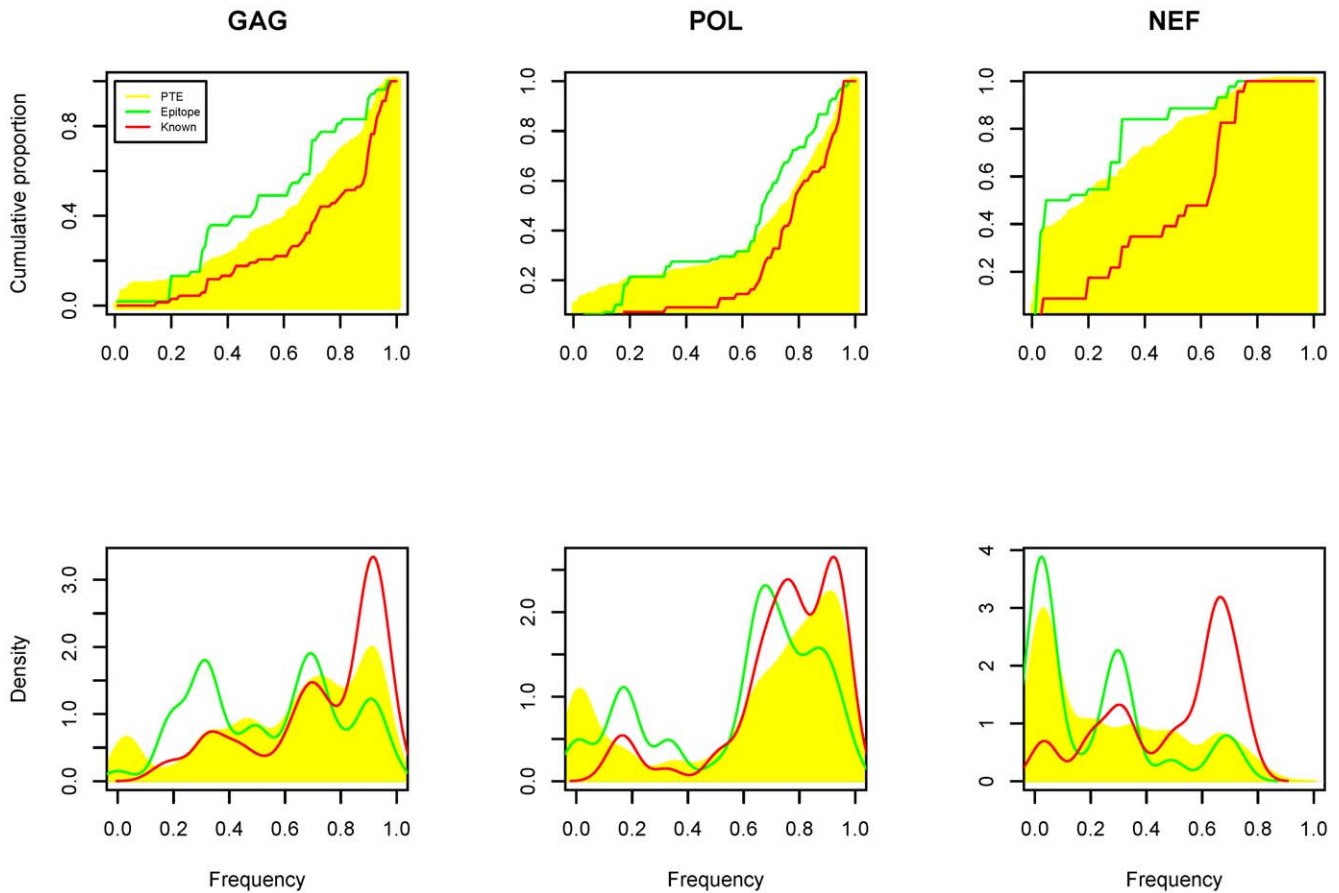 GAG POL NEF
Cumulative proportion
0.0 0.4 0.8
PTE
Epitope
Known
0.0 0.2 0.4 0.6 0.8 1.0
0.2 0.4 0.6 0.8 1.0
0.0 0.2 0.4 0.6 0.8 1.0
0.2 0.4 0.6 0.8 1.0
0.0 0.2 0.4 0.6 0.8 1.0
Density
0.0 1.0 2.0 3.0
0.0 0.2 0.4 0.6 0.8 1.0
Frequency
0.0 1.0 2.0
0.0 0.2 0.4 0.6 0.8 1.0
Frequency
0 1 2 3 4
0.0 0.2 0.4 0.6 0.8 1.0
Frequency